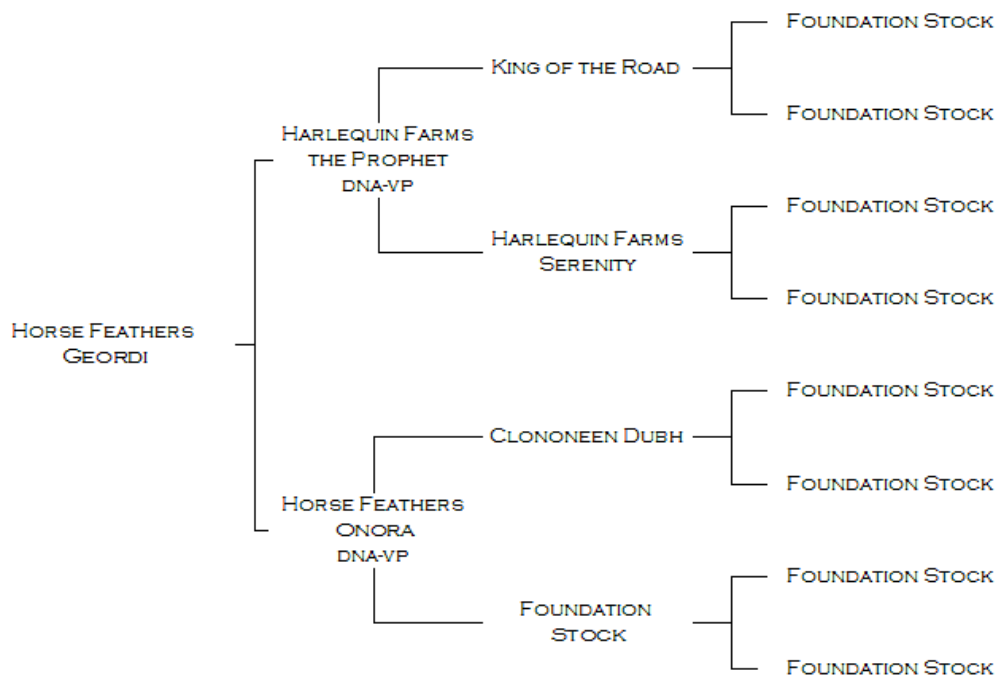 Foundation Stock
King of the Road
Foundation Stock
Harlequin Farms
the Prophet
DNA-VP
Foundation Stock
Harlequin Farms
Serenity
Foundation Stock
Horse Feathers
Geordi
Foundation Stock
Clononeen Dubh
Foundation Stock
Horse Feathers
Onora
DNA-VP
Foundation Stock
Foundation
Stock
Foundation Stock